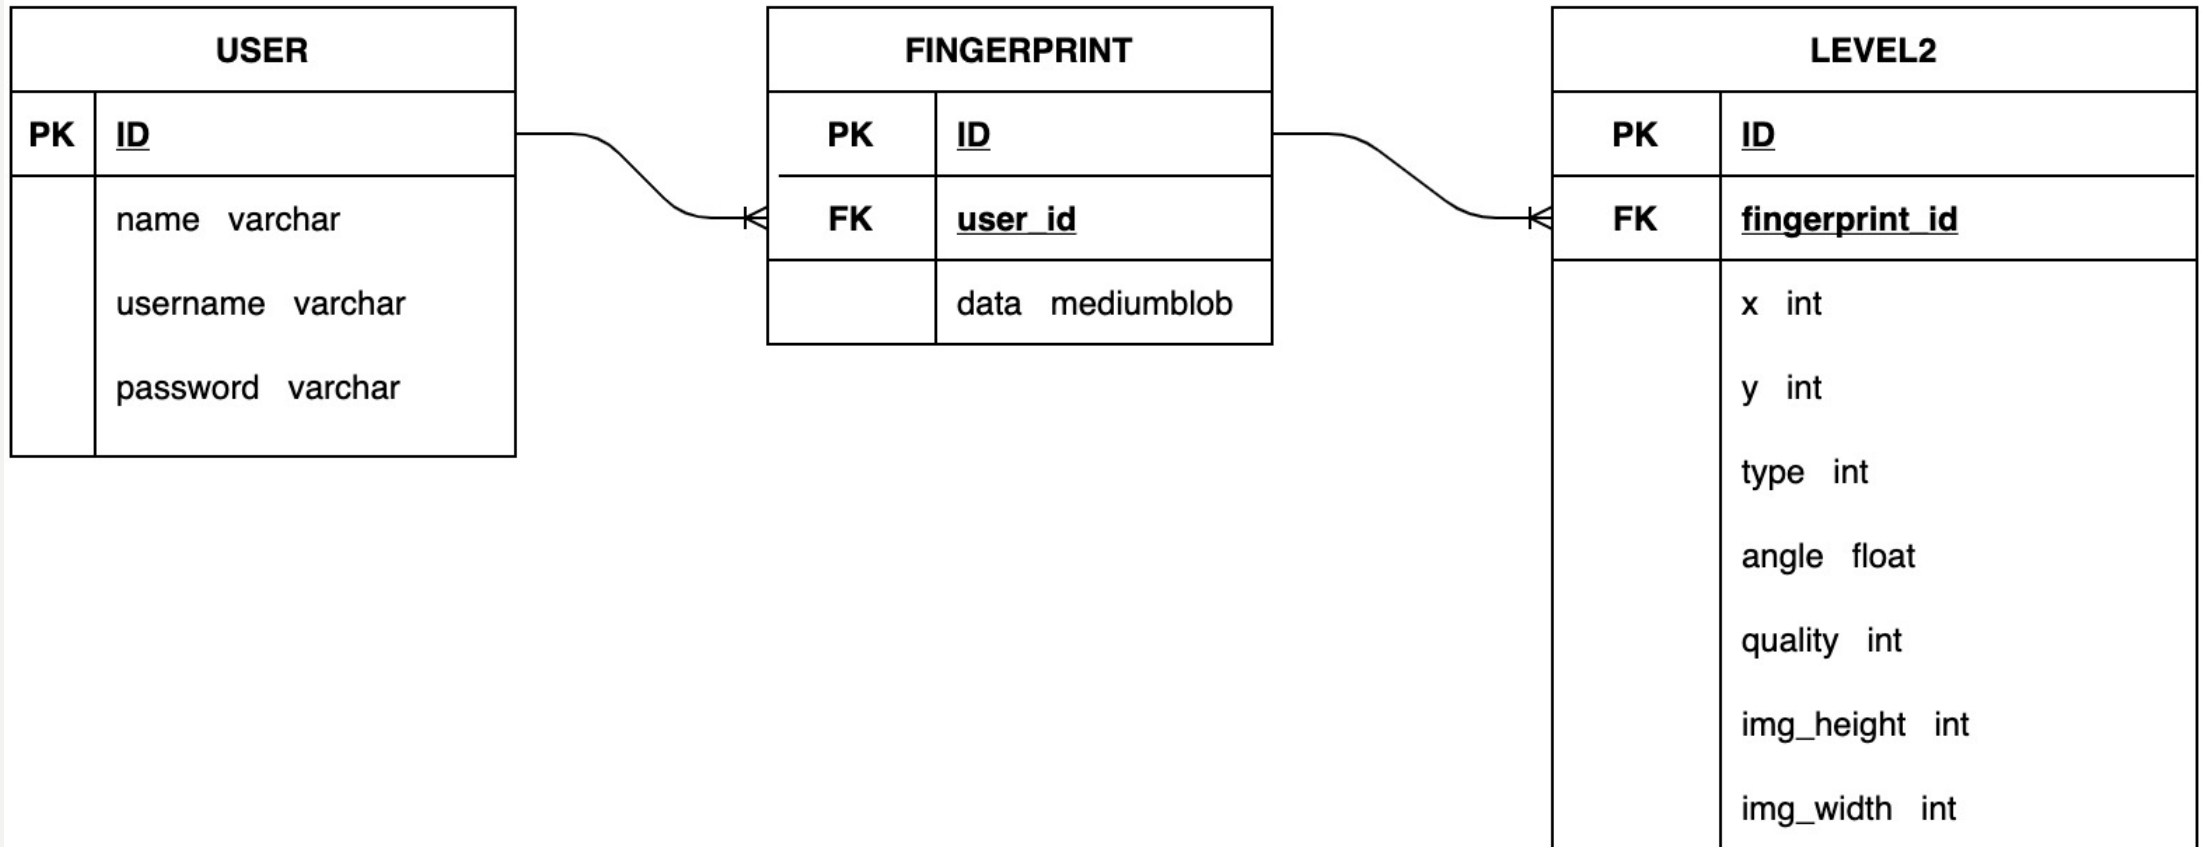 USER
PK ID
name varchar
username varchar
password varchar
FINGERPRINT
PK ID
FK user_id
data mediumblob
LEVEL2
PK ID
FK fingerprint_id
x int
y int
type int
angle float
quality int
img_height int
img_width int